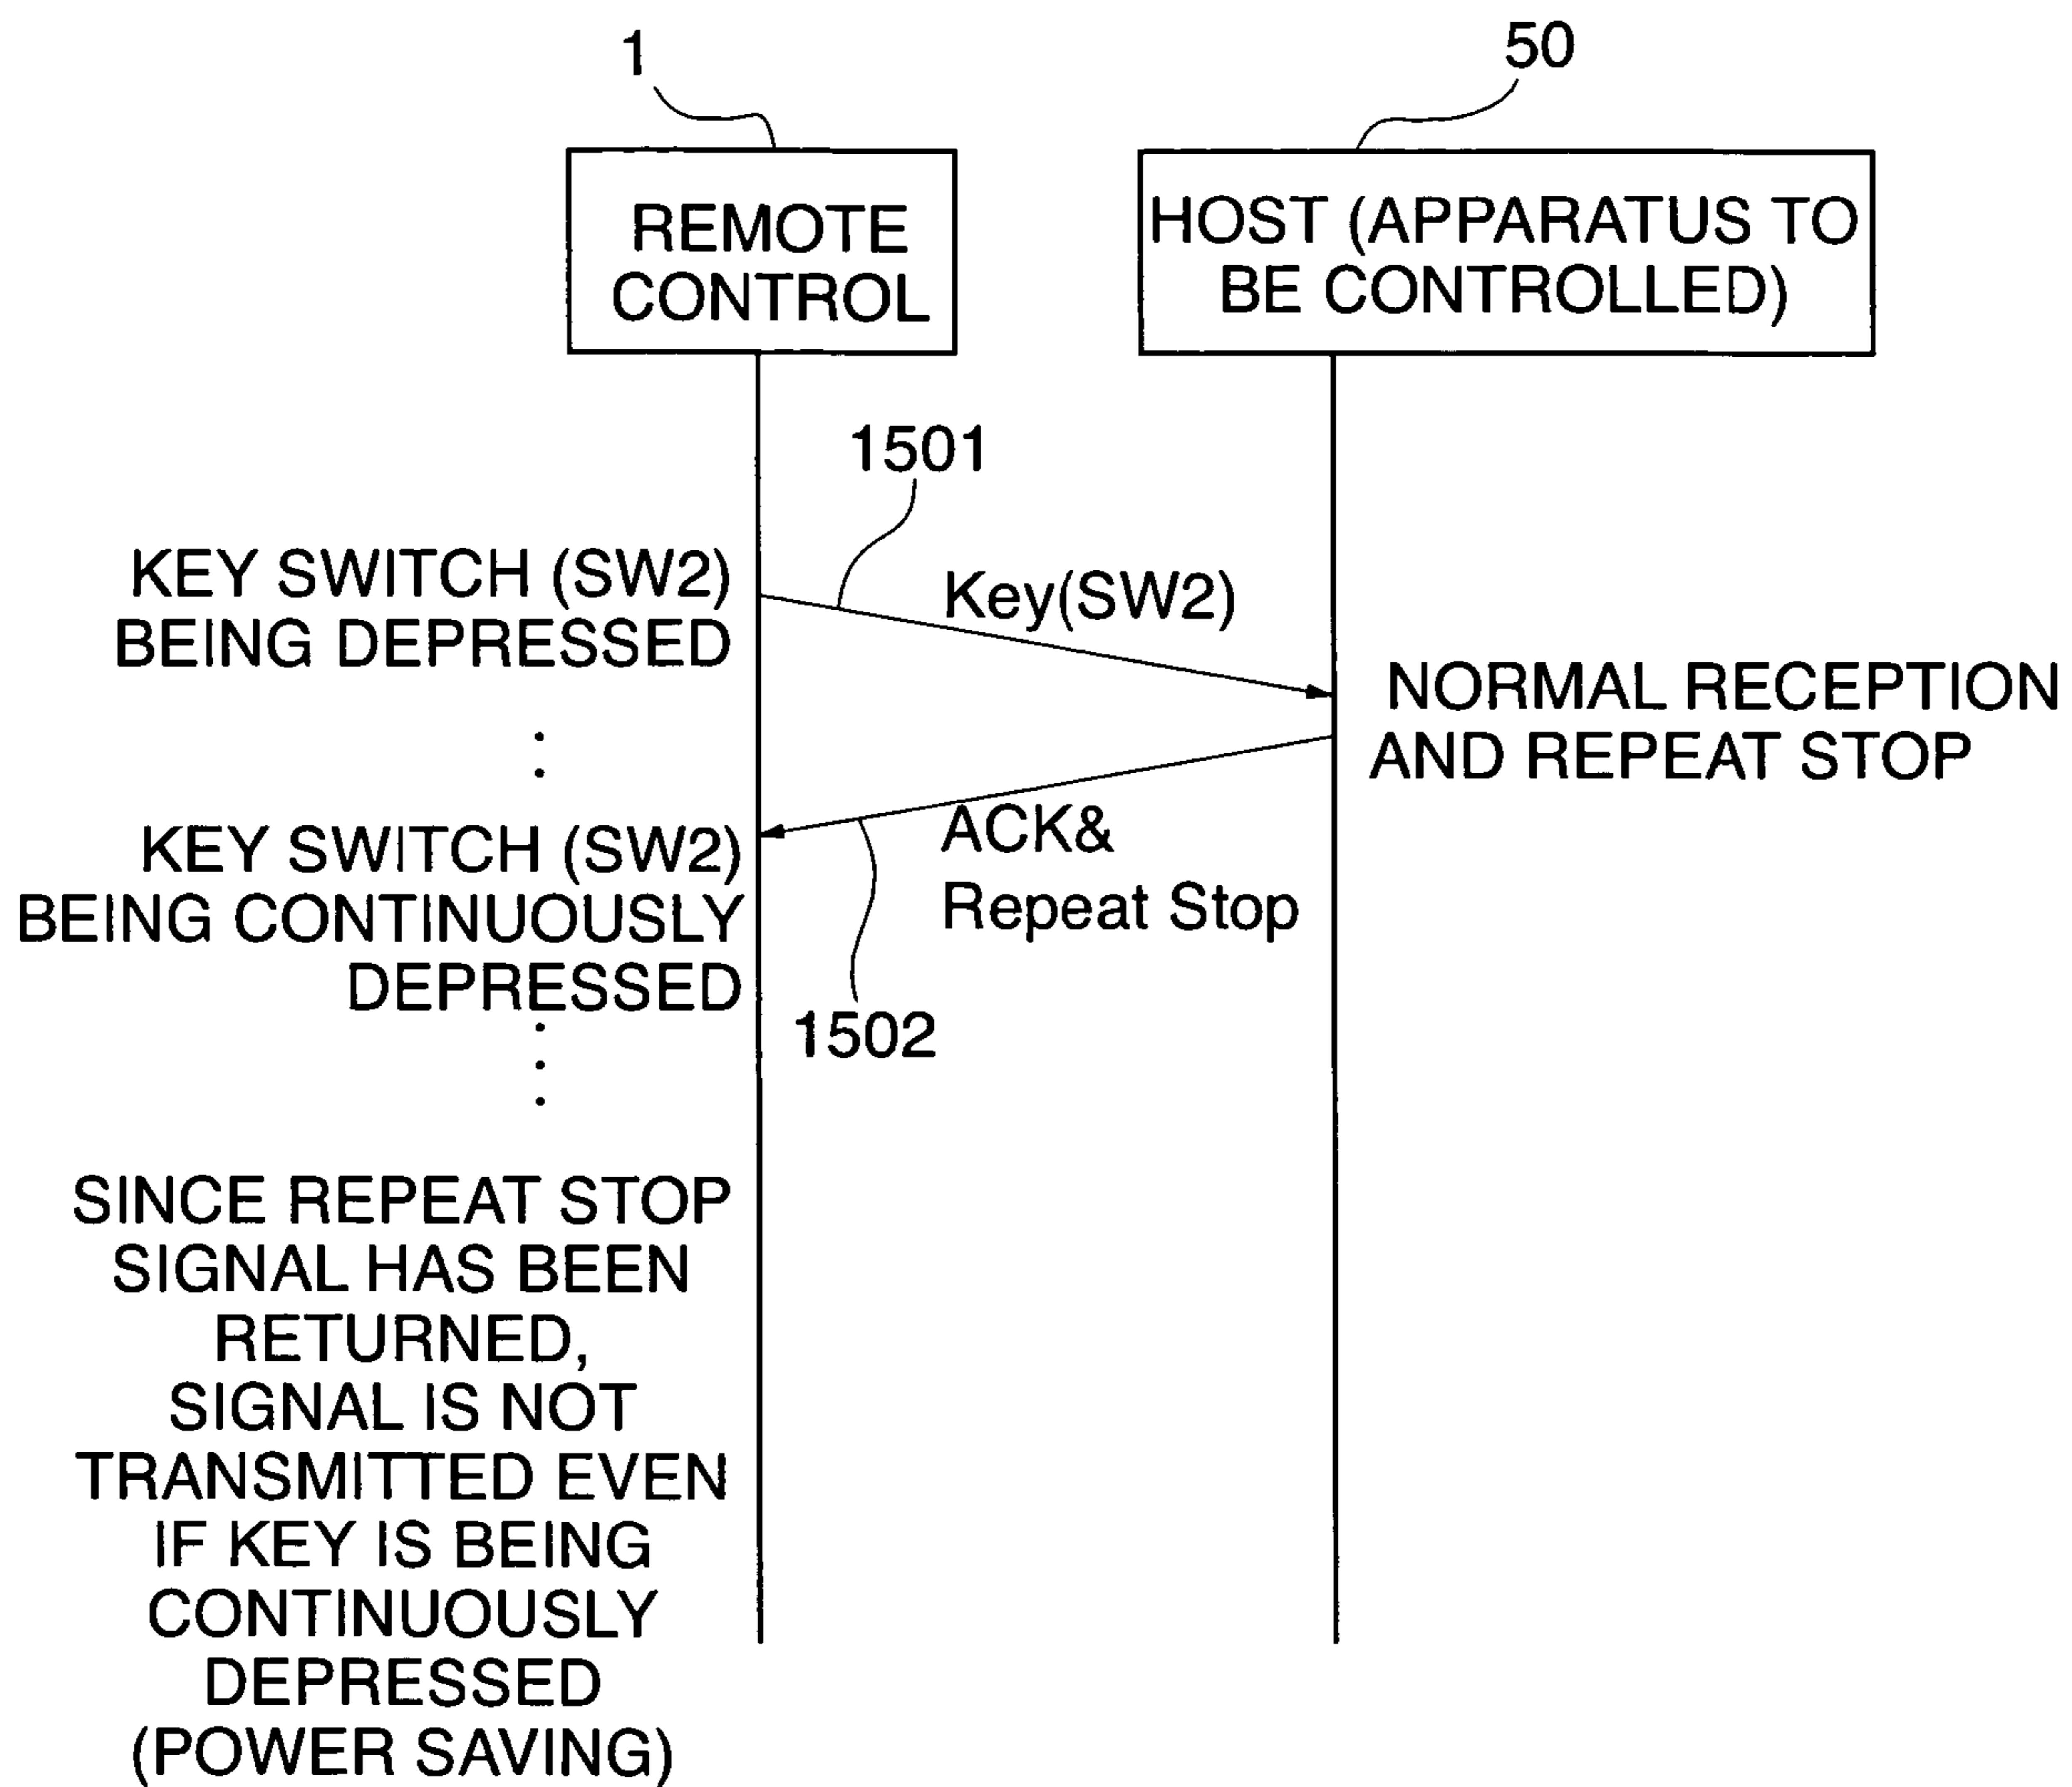 1
50
REMOTE
CONTROL
HOST (APPARATUS TO
BE CONTROLLED)
1501
KEY SWITCH (SW2)
BEING DEPRESSED
Key(SW2)
NORMAL RECEPTION
AND REPEAT STOP
KEY SWITCH (SW2)
BEING CONTINUOUSLY
DEPRESSED
ACK&
Repeat Stop
1502
SINCE REPEAT STOP
SIGNAL HAS BEEN
RETURNED,
SIGNAL IS NOT
TRANSMITTED EVEN
IF KEY IS BEING
CONTINUOUSLY
DEPRESSED
(POWER SAVING)